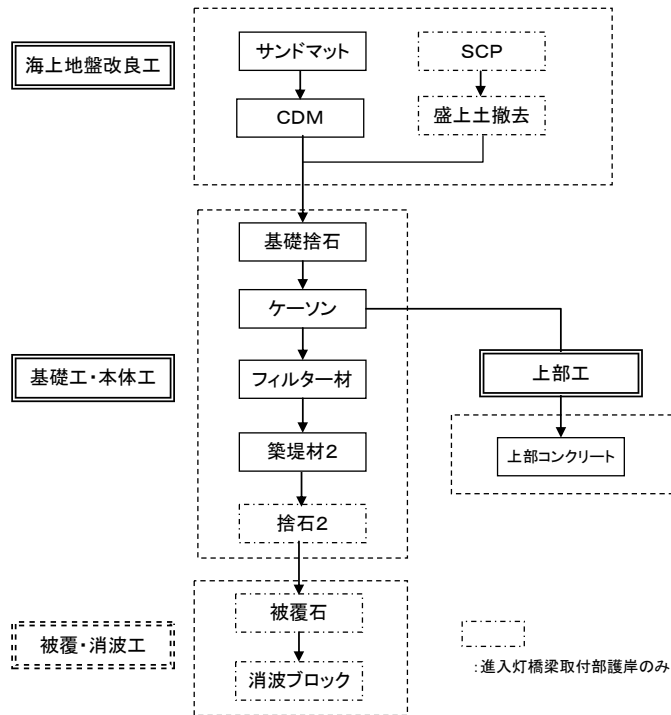 海上地盤改良工
サンドマット
SCP
CDM
盛上土撤去
基礎捨石
ケーソン
基礎工・本体工
フィルター材
上部工
築堤材2
上部コンクリート
捨石2
被覆・消波工
被覆石
消波ブロック
:進入灯橋梁取付部護岸のみ